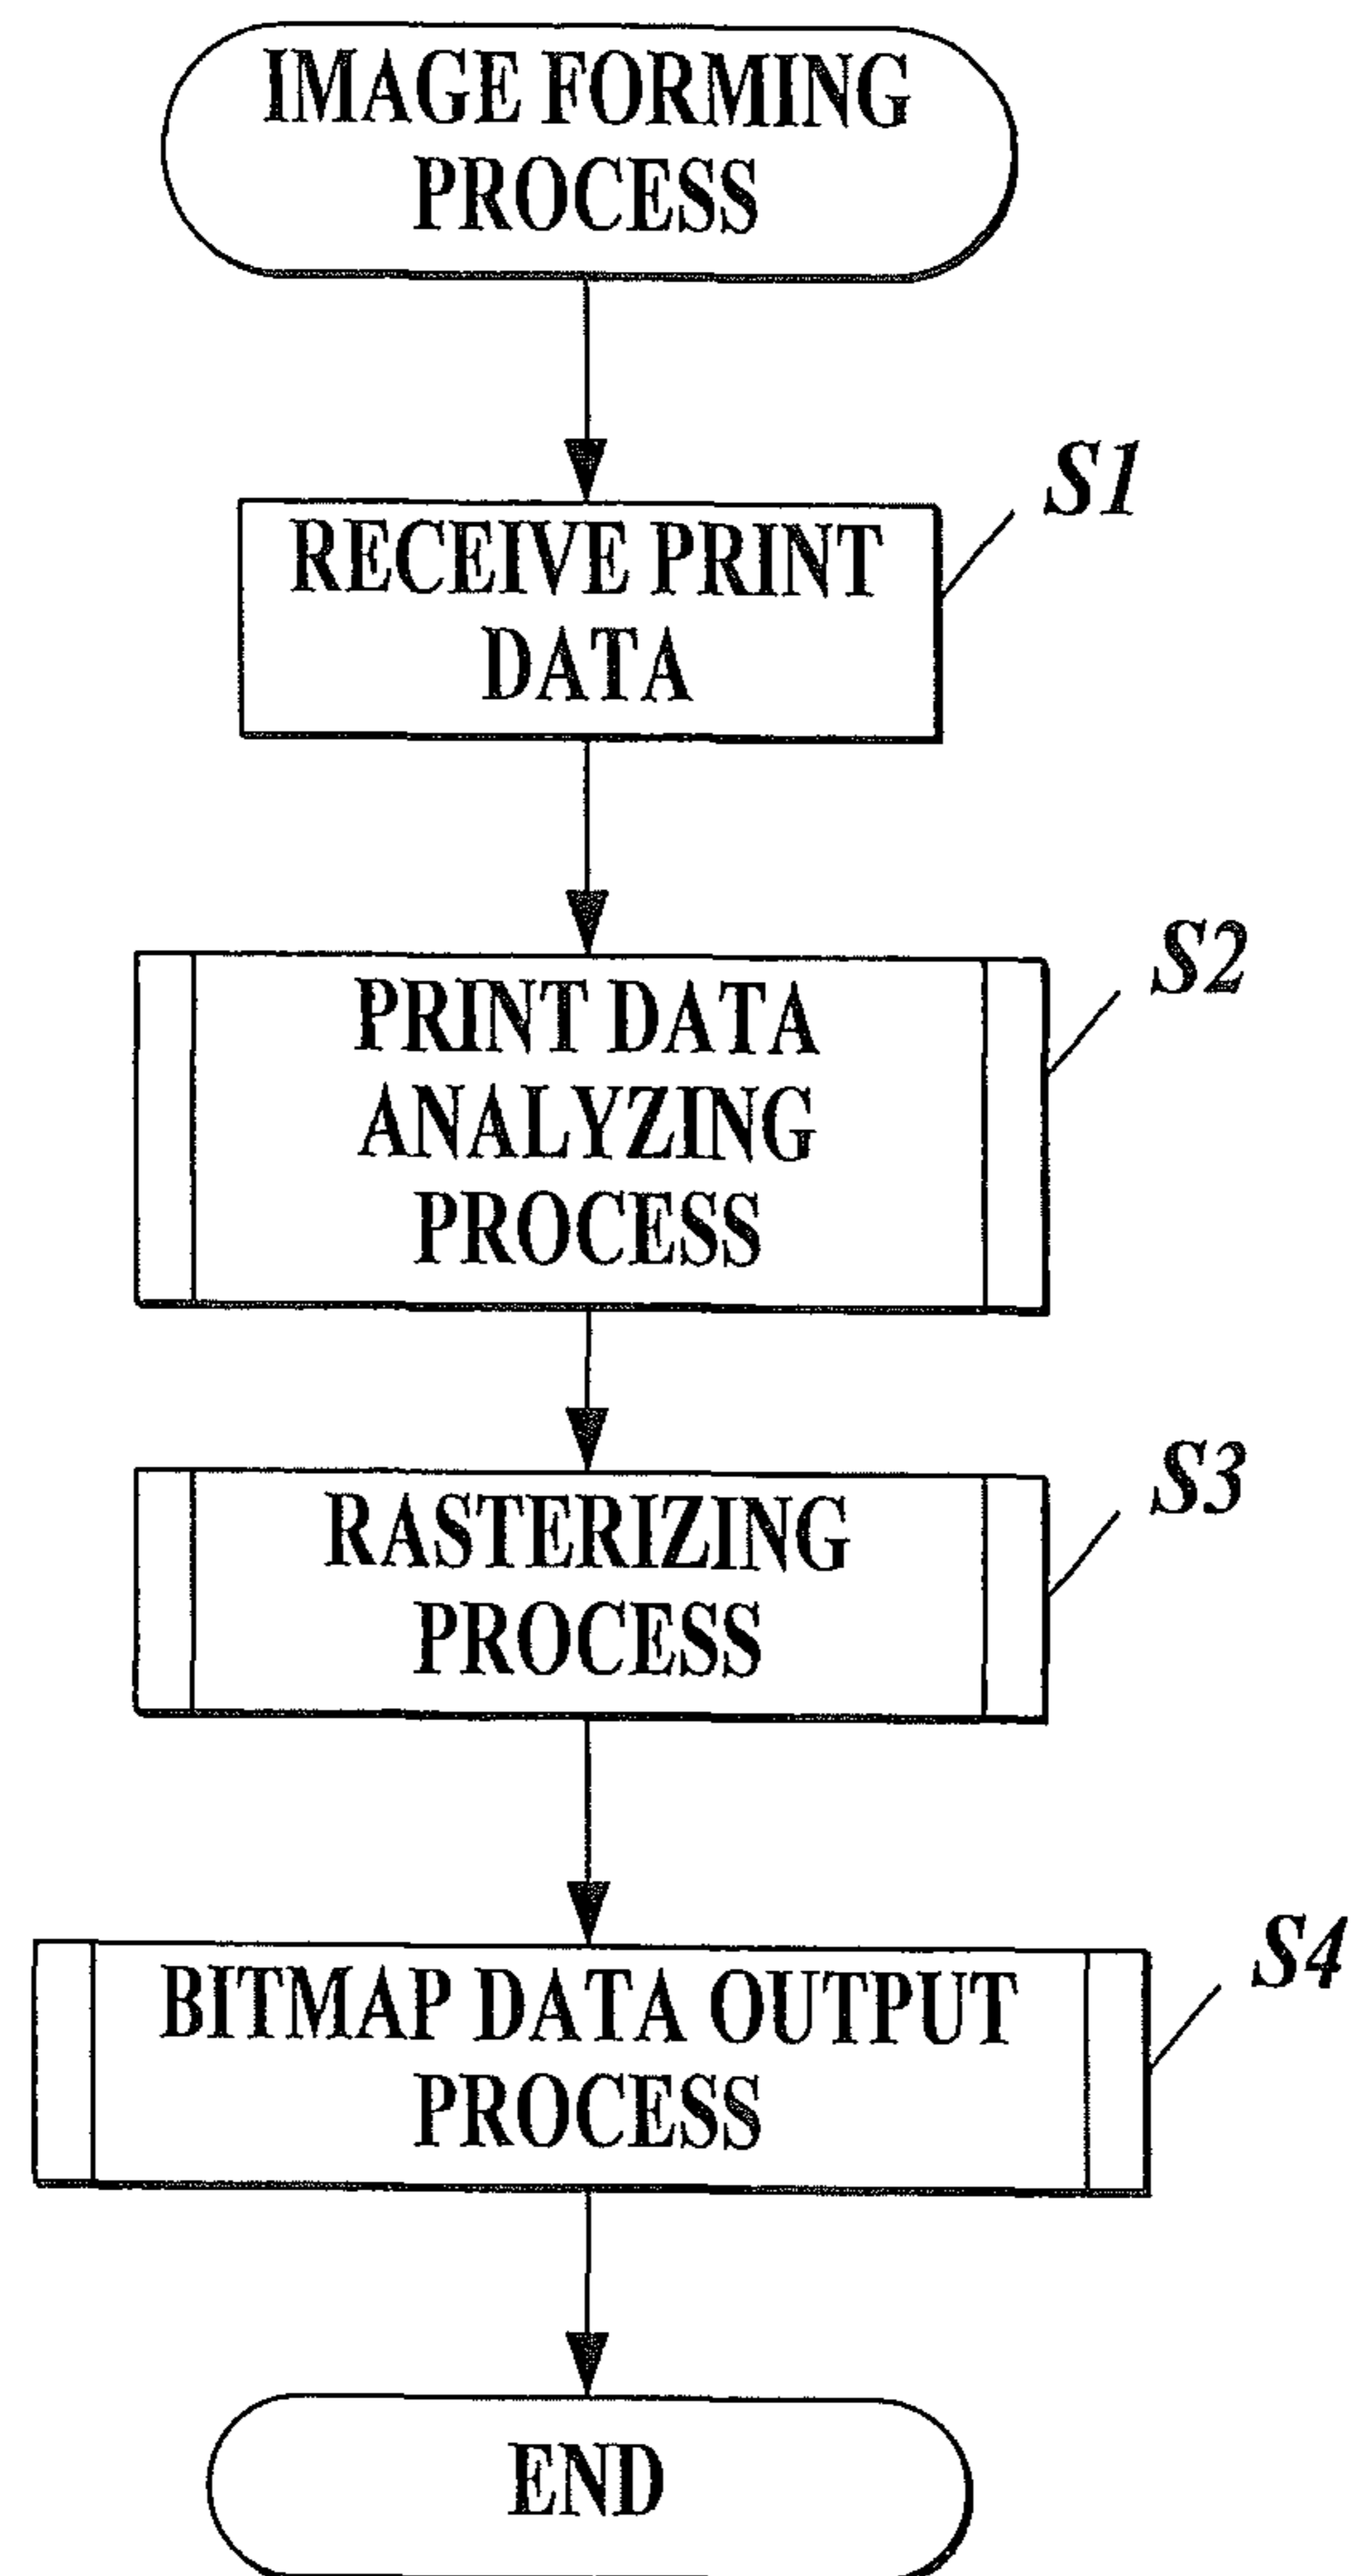 IMAGE FORMING
PROCESS
S1
RECEIVE PRINT
DATA
S2
PRINT DATA
ANALYZING
PROCESS
S3
RASTERIZING
PROCESS
S4
BITMAP DATA OUTPUT
PROCESS
END